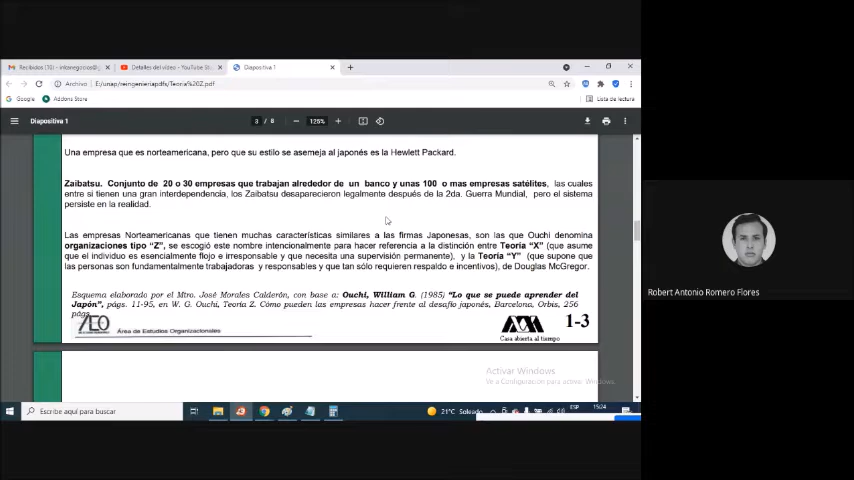 Recibidos (10) - infonegocios@g
Detalles del video - YouTube St
Diapositiva 1
Archivo | E:/unap/reingenieriapdfs/Teoria%20Z.pdf
Google
Addons Store
Lista de lectura
Diapositiva 1
3 / 8
125%
Una empresa que es norteamericana, pero que su estilo se asemeja al japonés es la Hewlett Packard.
Zaibatsu. Conjunto de 20 o 30 empresas que trabajan alrededor de un banco y unas 100 o mas empresas satélites, las cuales
entre si tienen una gran interdependencia, los Zaibatsu desaparecieron legalmente después de la 2da. Guerra Mundial, pero el sistema
persiste en la realidad.
Las empresas Norteamericanas que tienen muchas características similares a las firmas Japonesas, son las que Ouchi denomina
organizaciones tipo “Z”, se escogió este nombre intencionalmente para hacer referencia a la distinción entre Teoría “X” (que asume
que el individuo es esencialmente flojo e irresponsable y que necesita una supervisión permanente), y la Teoría “Y” (que supone que
las personas son fundamentalmente trabajadoras y responsables y que tan sólo requieren respaldo e incentivos), de Douglas McGregor.
Esquema elaborado por el Mtro. José Morales Calderón, con base a: Ouchi, William G. (1985) “Lo que se puede aprender del
Japón”, págs. 11-95, en W. G. Ouchi, Teoría Z. Cómo pueden las empresas hacer frente al desafío japonés, Barcelona, Orbis, 256
págs.
Área de Estudios Organizacionales
Casa abierta al tiempo
1-3
Robert Antonio Romero Flores
Activar Windows
Ve a Configuración para activar Windows.
Escribe aquí para buscar
21°C Soleado
ESP
15:24